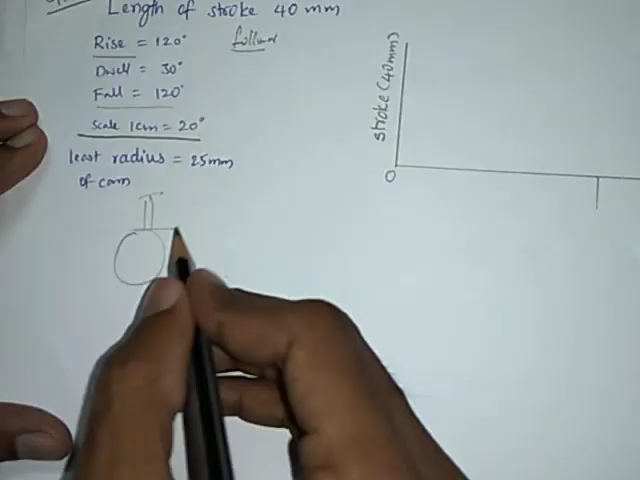 Length of stroke 40 mm
Rise = 120°
follower
Dwell = 30°
Fall = 120°
Scale 1cm = 20°
least radius = 25mm
of cam
stroke (40mm)
0